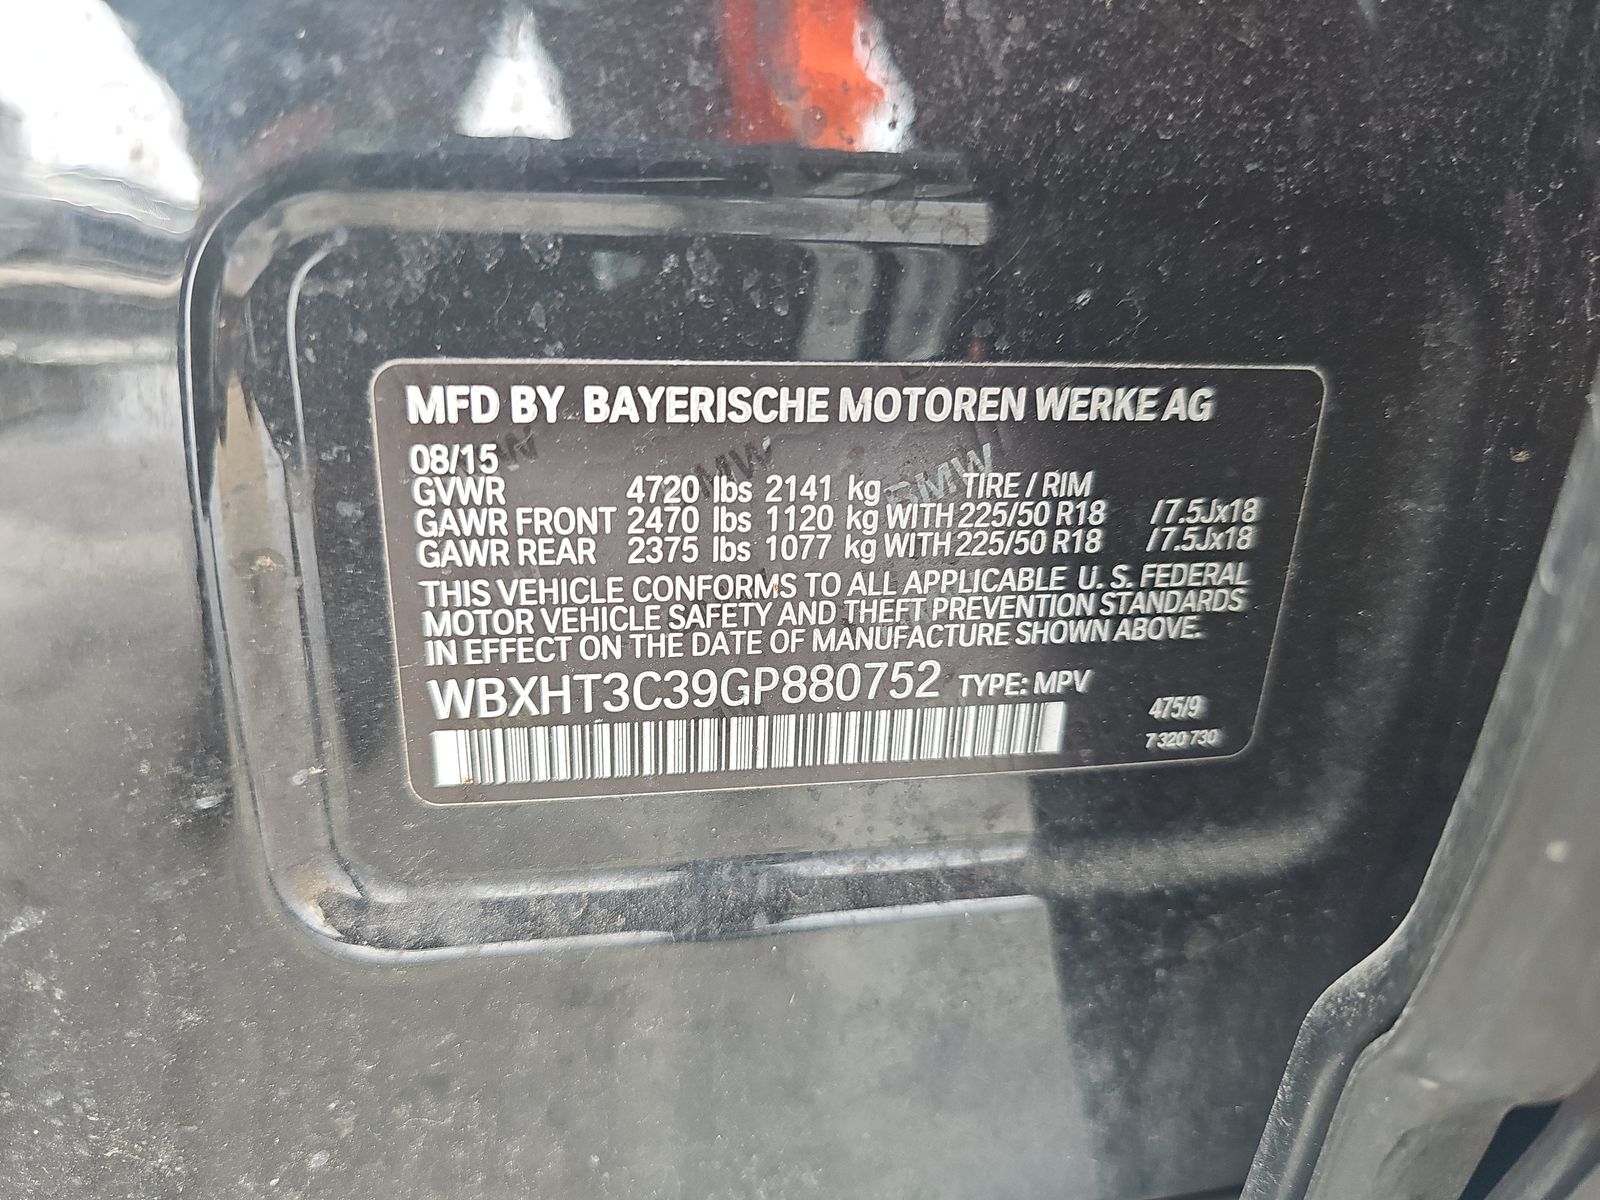 MFD BY BAYERISCHE MOTOREN WERKE AG
08/15
GVWR 4720 lbs 2141 kg TIRE / RIM
GAWR FRONT 2470 lbs 1120 kg WITH 225/50 R18 / 7.5Jx18
GAWR REAR 2375 lbs 1077 kg WITH 225/50 R18 / 7.5Jx18
THIS VEHICLE CONFORMS TO ALL APPLICABLE U. S. FEDERAL
MOTOR VEHICLE SAFETY AND THEFT PREVENTION STANDARDS
IN EFFECT ON THE DATE OF MANUFACTURE SHOWN ABOVE.
WBXHT3C39GP880752 TYPE: MPV
475/9
7 320 730